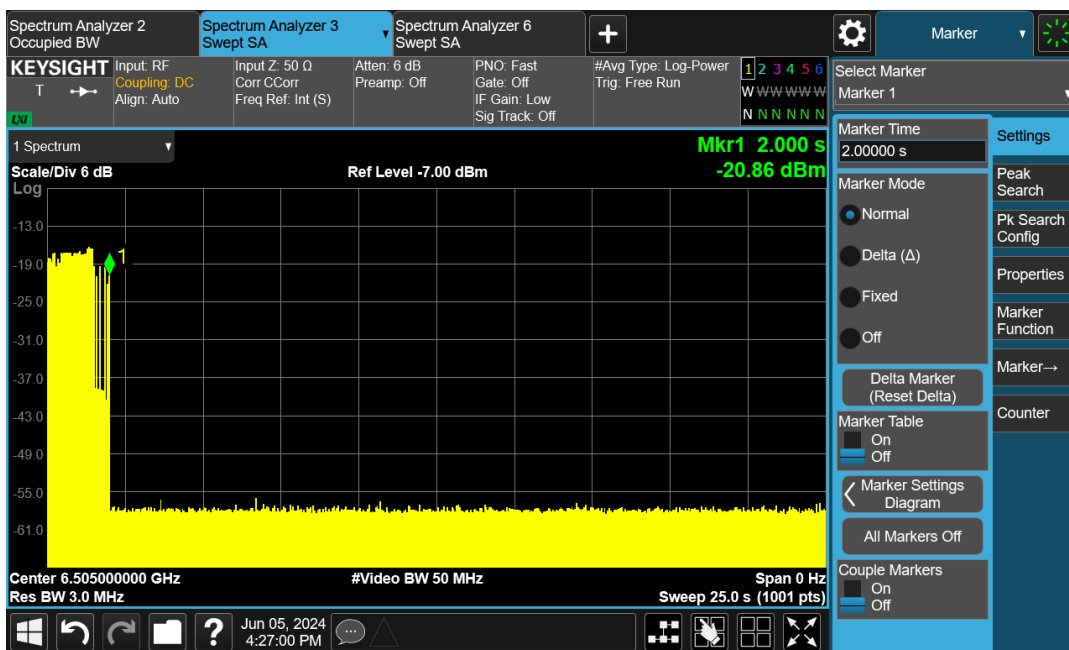 Spectrum Analyzer 2
Occupied BW
Spectrum Analyzer 3
Swept SA
Spectrum Analyzer 6
Swept SA
Marker
KEYSIGHT
T
LXI
Input: RF
Coupling: DC
Align: Auto
Input Z: 50 Ω
Corr CCorr
Freq Ref: Int (S)
Atten: 6 dB
Preamp: Off
PNO: Fast
Gate: Off
IF Gain: Low
Sig Track: Off
#Avg Type: Log-Power
Trig: Free Run
1 2 3 4 5 6
W W W W W W
N N N N N N
Select Marker
Marker 1
1 Spectrum
Mkr1 2.000 s
-20.86 dBm
Scale/Div 6 dB
Ref Level -7.00 dBm
Log
-13.0
-19.0
-25.0
-31.0
-37.0
-43.0
-49.0
-55.0
-61.0
1
Center 6.505000000 GHz
#Video BW 50 MHz
Span 0 Hz
Res BW 3.0 MHz
Sweep 25.0 s (1001 pts)
Marker Time
2.00000 s
Marker Mode
Normal
Delta (Δ)
Fixed
Off
Delta Marker
(Reset Delta)
Marker Table
On
Off
Marker Settings
Diagram
All Markers Off
Couple Markers
On
Off
Settings
Peak
Search
Pk Search
Config
Properties
Marker
Function
Marker→
Counter
?
Jun 05, 2024
4:27:00 PM